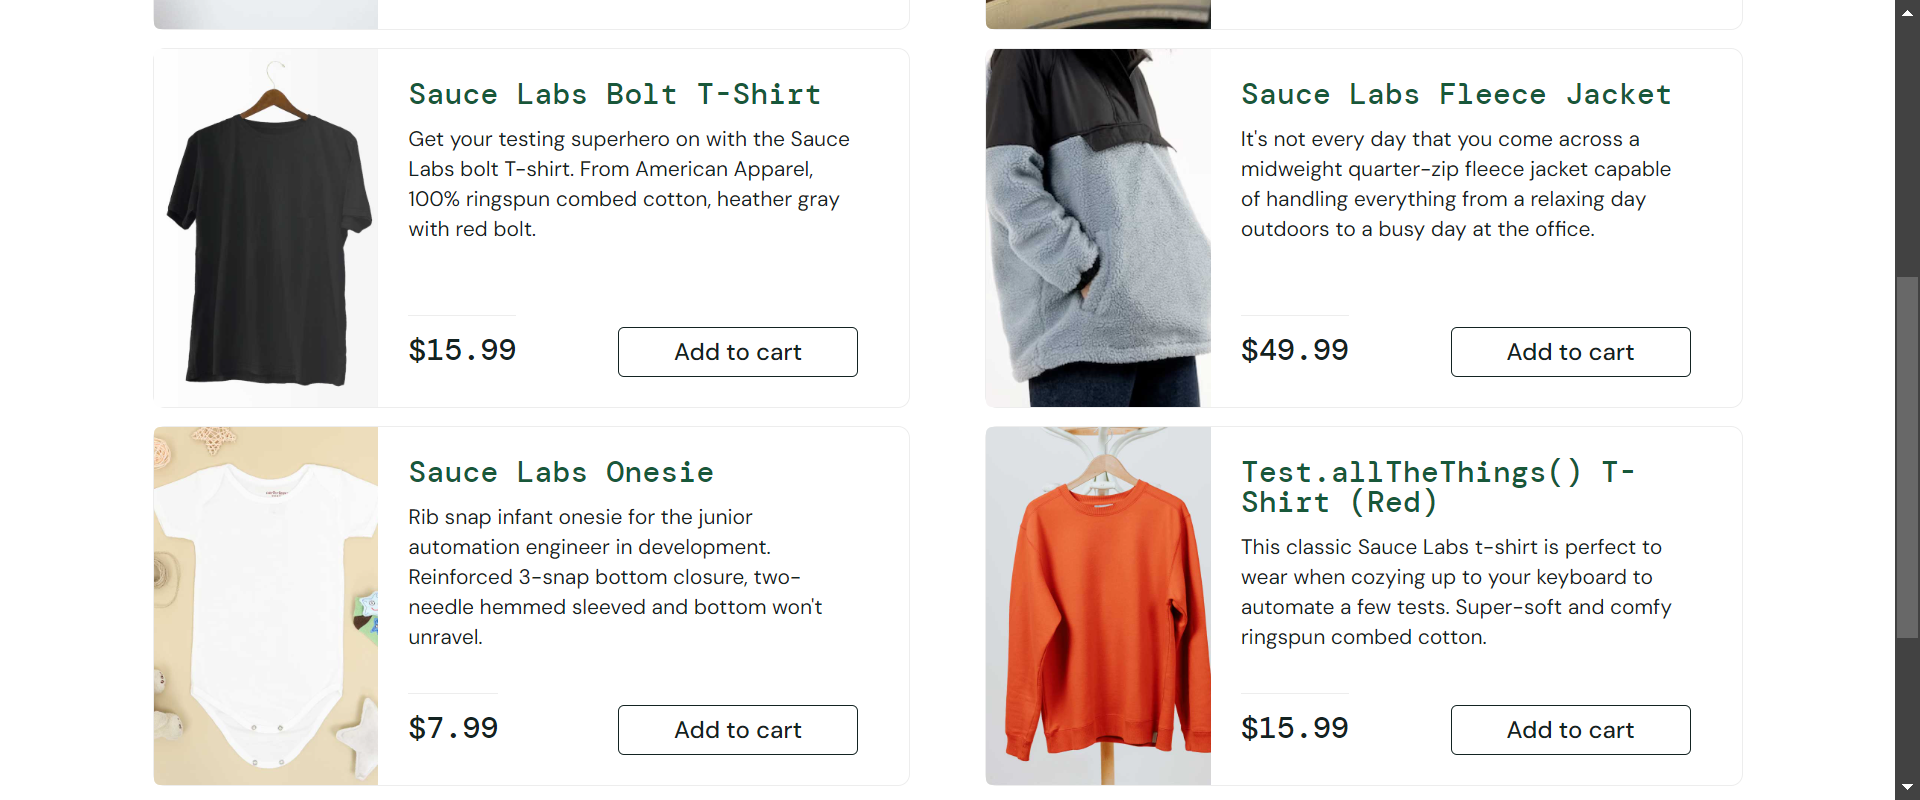 Sauce Labs Bolt T-Shirt
Get your testing superhero on with the Sauce
Labs bolt T-shirt. From American Apparel,
100% ringspun combed cotton, heather gray
with red bolt.
$15.99
Add to cart
Sauce Labs Fleece Jacket
It's not every day that you come across a
midweight quarter-zip fleece jacket capable
of handling everything from a relaxing day
outdoors to a busy day at the office.
$49.99
Add to cart
Sauce Labs Onesie
Rib snap infant onesie for the junior
automation engineer in development.
Reinforced 3-snap bottom closure, two-
needle hemmed sleeved and bottom won't
unravel.
$7.99
Add to cart
Test.allTheThings() T-
Shirt (Red)
This classic Sauce Labs t-shirt is perfect to
wear when cozying up to your keyboard to
automate a few tests. Super-soft and comfy
ringspun combed cotton.
$15.99
Add to cart